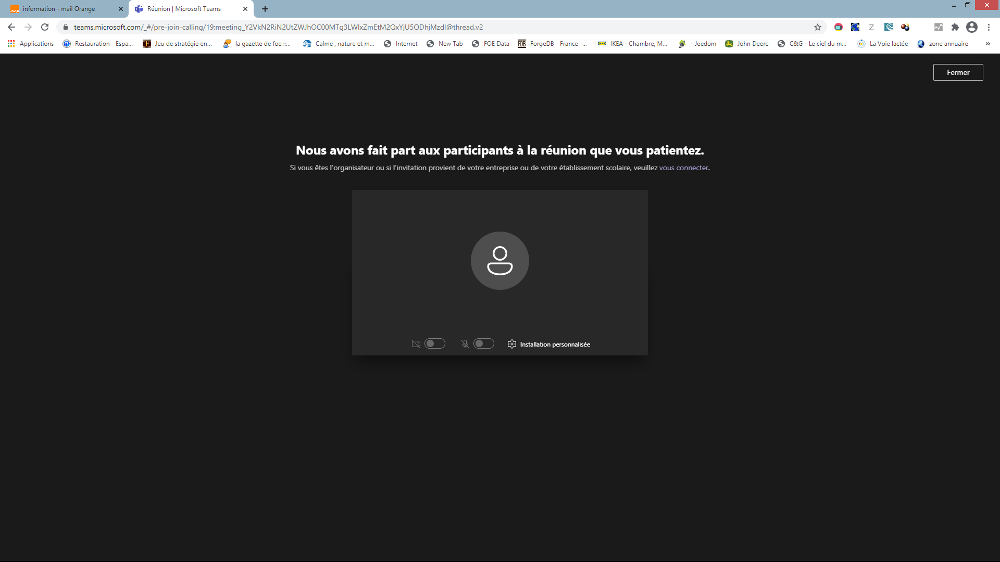 information - mail Orange
Réunion | Microsoft Teams
teams.microsoft.com/_#/pre-join-calling/19:meeting_Y2VkN2RiN2UtZWJhOC00MTg3LWIxZmEtM2QxYjU5ODhjMzdl@thread.v2
Applications
Restauration - Espa...
Jeu de stratégie en...
la gazette de foe ::...
Calme , nature et m...
Internet
New Tab
FOE Data
FDB ForgeDB - France -...
IKEA - Chambre, M...
- Jeedom
John Deere
C&G - Le ciel du m...
La Voie lactée
zone annuaire
»
Fermer
Nous avons fait part aux participants à la réunion que vous patientez.
Si vous êtes l'organisateur ou si l'invitation provient de votre entreprise ou de votre établissement scolaire, veuillez vous connecter.
Installation personnalisée